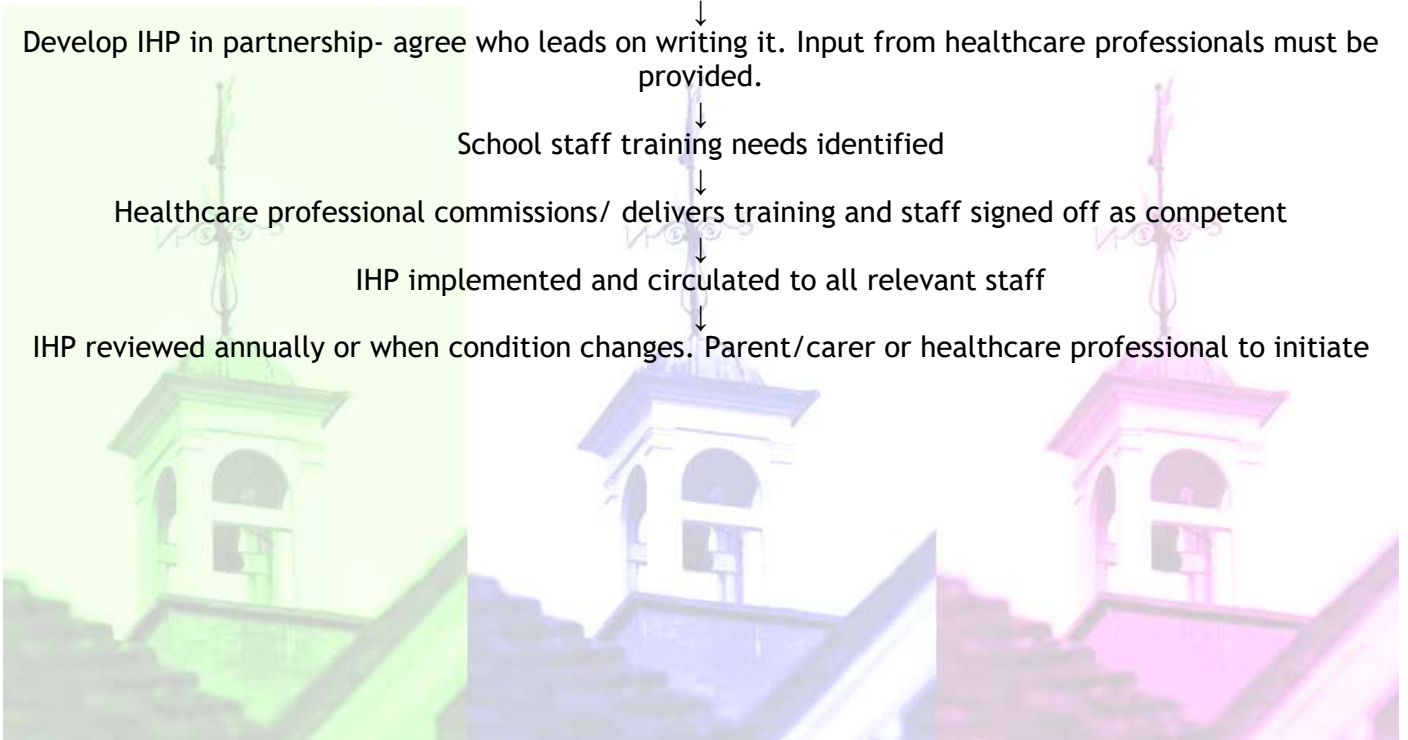 ↓
Develop IHP in partnership- agree who leads on writing it. Input from healthcare professionals must be
provided.
↓
School staff training needs identified
↓
Healthcare professional commissions/ delivers training and staff signed off as competent
↓
IHP implemented and circulated to all relevant staff
↓
IHP reviewed annually or when condition changes. Parent/carer or healthcare professional to initiate